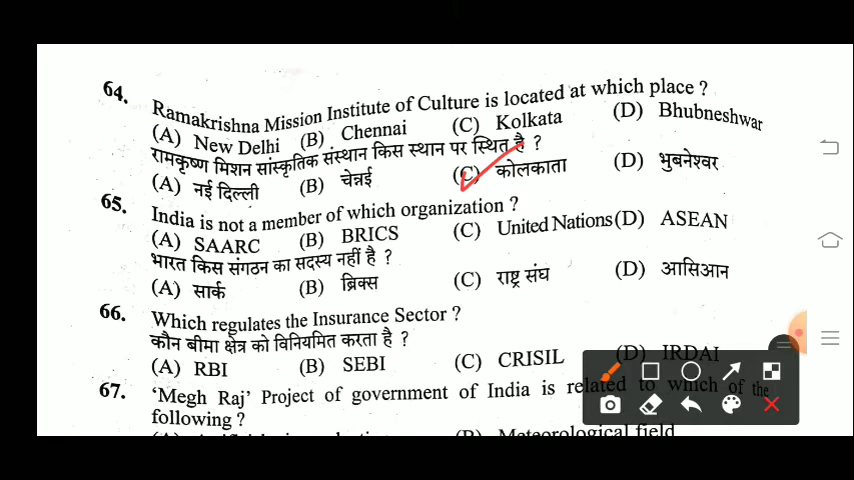 64. Ramakrishna Mission Institute of Culture is located at which place ?
(A) New Delhi (B) Chennai (C) Kolkata (D) Bhubneshwar
रामकृष्ण मिशन सांस्कृतिक संस्थान किस स्थान पर स्थित है ?
(A) नई दिल्ली (B) चेन्नई (C) कोलकाता (D) भुबनेश्वर
65. India is not a member of which organization ?
(A) SAARC (B) BRICS (C) United Nations (D) ASEAN
भारत किस संगठन का सदस्य नहीं है ?
(A) सार्क (B) ब्रिक्स (C) राष्ट्र संघ (D) आसिआन
66. Which regulates the Insurance Sector ?
कौन बीमा क्षेत्र को विनियमित करता है ?
(A) RBI (B) SEBI (C) CRISIL (D) IRDAI
67. 'Megh Raj' Project of government of India is related to which of the
following ?
(B) Meteorological field